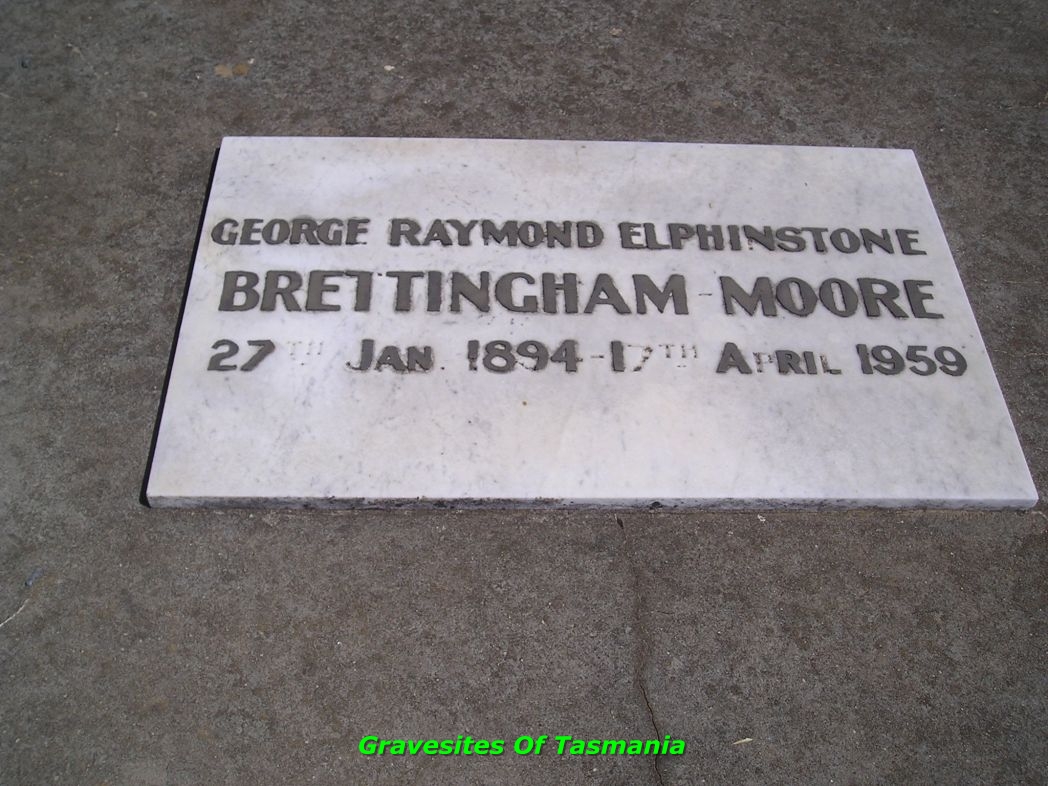 GEORGE RAYMOND ELPHINSTONE
BRETTINGHAM - MOORE
27TH JAN. 1894 - 17TH APRIL 1959
Gravesites Of Tasmania